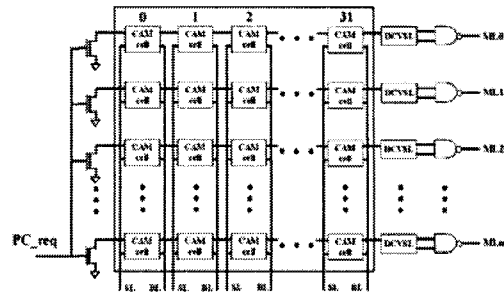 0 1 2 31
CAM cell CAM cell CAM cell CAM cell DCVSL ML0
CAM cell CAM cell CAM cell CAM cell DCVSL ML1
CAM cell CAM cell CAM cell CAM cell DCVSL ML2
PC_req
CAM cell CAM cell CAM cell CAM cell DCVSL MLn
SL BL SL BL SL BL SL BL